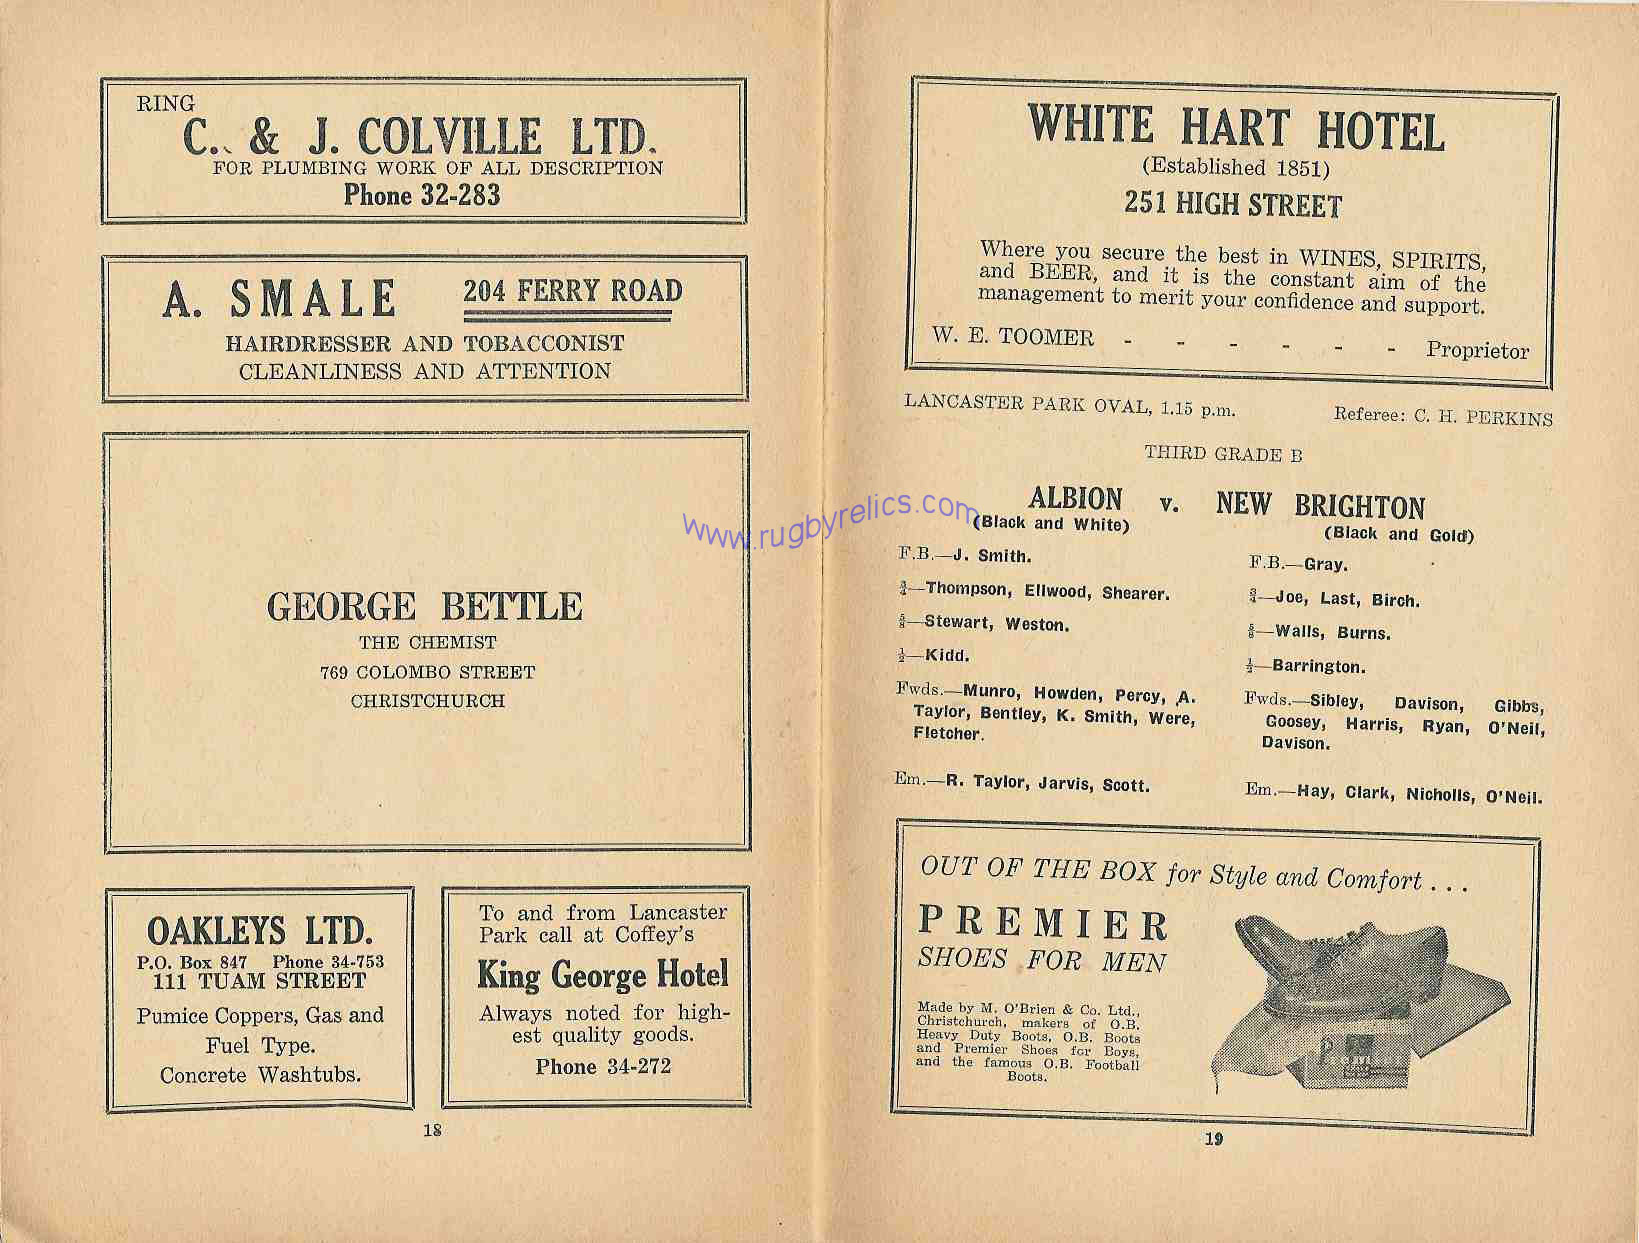 RING
C. & J. COLVILLE LTD.
FOR PLUMBING WORK OF ALL DESCRIPTION
Phone 32-283
A. SMALE 204 FERRY ROAD
HAIRDRESSER AND TOBACCONIST
CLEANLINESS AND ATTENTION
GEORGE BETTLE
THE CHEMIST
769 COLOMBO STREET
CHRISTCHURCH
OAKLEYS LTD.
P.O. Box 847 Phone 34-753
111 TUAM STREET
Pumice Coppers, Gas and
Fuel Type.
Concrete Washtubs.
To and from Lancaster
Park call at Coffey's
King George Hotel
Always noted for high-
est quality goods.
Phone 34-272
18
www.rugbyrelics.com
WHITE HART HOTEL
(Established 1851)
251 HIGH STREET
Where you secure the best in WINES, SPIRITS,
and BEER, and it is the constant aim of the
management to merit your confidence and support.
W. E. TOOMER - - - - - - Proprietor
LANCASTER PARK OVAL, 1.15 p.m. Referee: C. H. PERKINS
THIRD GRADE B
ALBION v. NEW BRIGHTON
(Black and White) (Black and Gold)
F.B.—J. Smith.
¾—Thompson, Ellwood, Shearer.
⅝—Stewart, Weston.
½—Kidd.
Fwds.—Munro, Howden, Percy, A.
Taylor, Bentley, K. Smith, Were,
Fletcher.
Em.—R. Taylor, Jarvis, Scott.
F.B.—Gray.
¾—Joe, Last, Birch.
⅝—Walls, Burns.
½—Barrington.
Fwds.—Sibley, Davison, Gibbs,
Goosey, Harris, Ryan, O'Neil,
Davison.
Em.—Hay, Clark, Nicholls, O'Neil.
OUT OF THE BOX for Style and Comfort . . .
PREMIER
SHOES FOR MEN
Made by M. O'Brien & Co. Ltd.,
Christchurch, makers of O.B.
Heavy Duty Boots, O.B. Boots
and Premier Shoes for Boys,
and the famous O.B. Football
Boots.
19